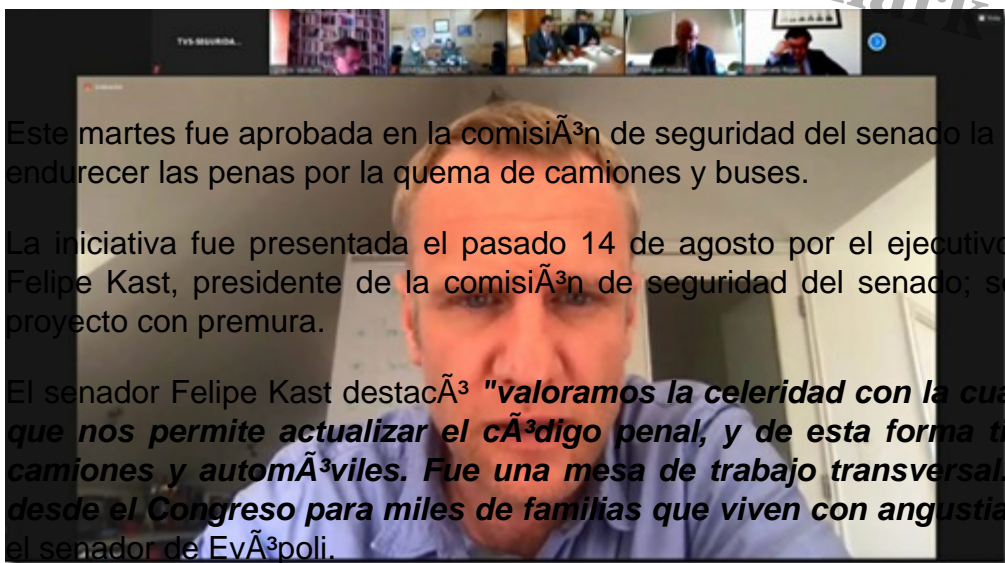 TVS-SEGURIDA...
Este martes fue aprobada en la comisiÃ³n de seguridad del senado la
endurecer las penas por la quema de camiones y buses.
La iniciativa fue presentada el pasado 14 de agosto por el ejecutivo
Felipe Kast, presidente de la comisiÃ³n de seguridad del senado;
proyecto con premura.
El senador Felipe Kast destacÃ³ "valoramos la celeridad con la
que nos permite actualizar el cÃ³digo penal, y de esta forma
camiones y automÃ³viles. Fue una mesa de trabajo transversal.
desde el Congreso para miles de familias que viven con angustia
el senador de EvÃ³poli.